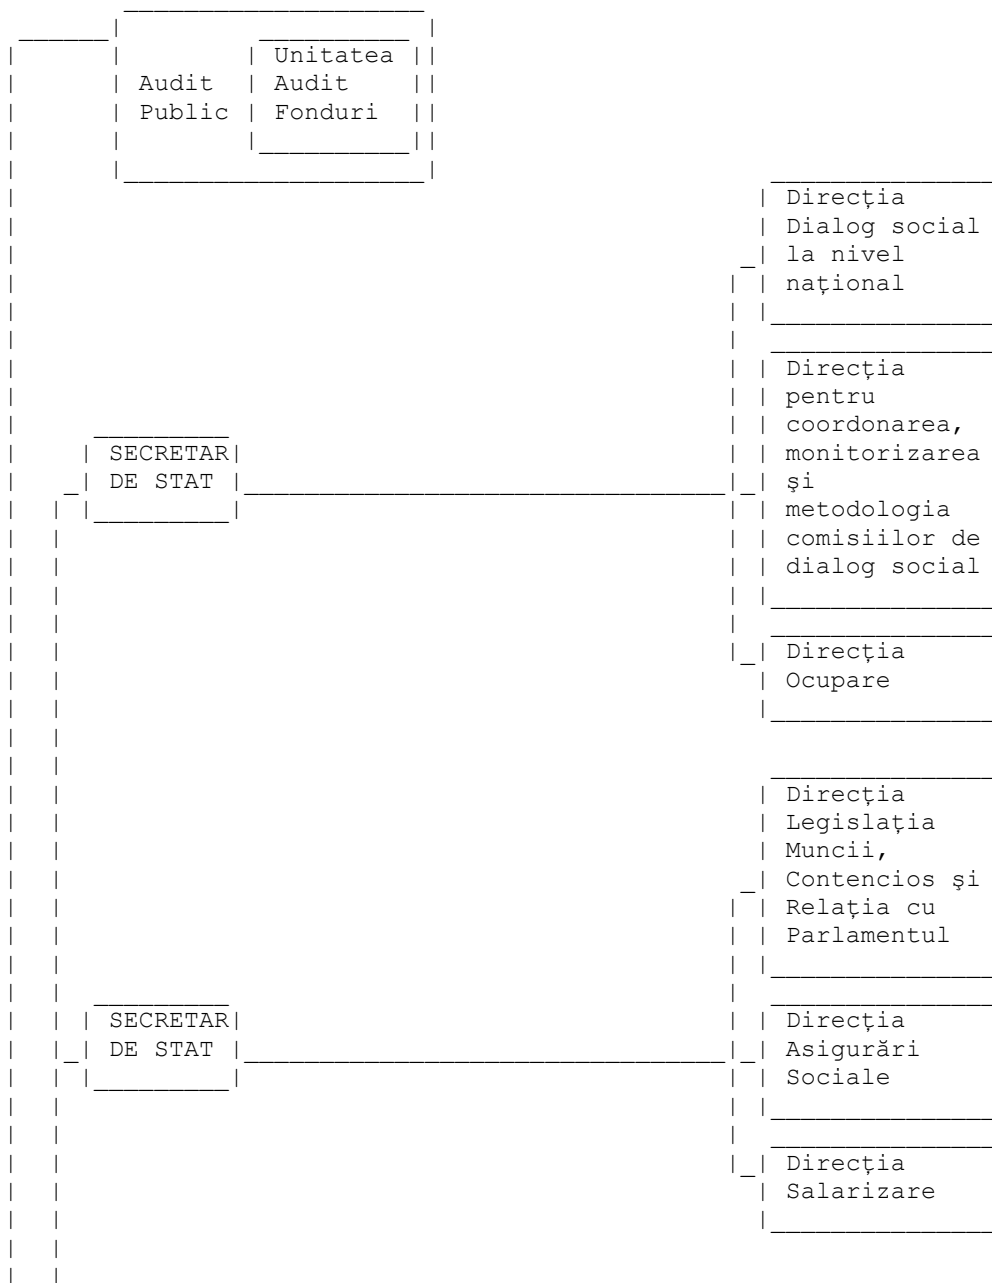 Unitatea
Audit Audit
Public Fonduri
Direcţia
Dialog social
la nivel
naţional
Direcţia
pentru
coordonarea,
SECRETAR monitorizarea
DE STAT şi
metodologia
comisiilor de
dialog social
Direcţia
Ocupare
Direcţia
Legislaţia
Muncii,
Contencios şi
Relaţia cu
Parlamentul
SECRETAR Direcţia
DE STAT Asigurări
Sociale
Direcţia
Salarizare